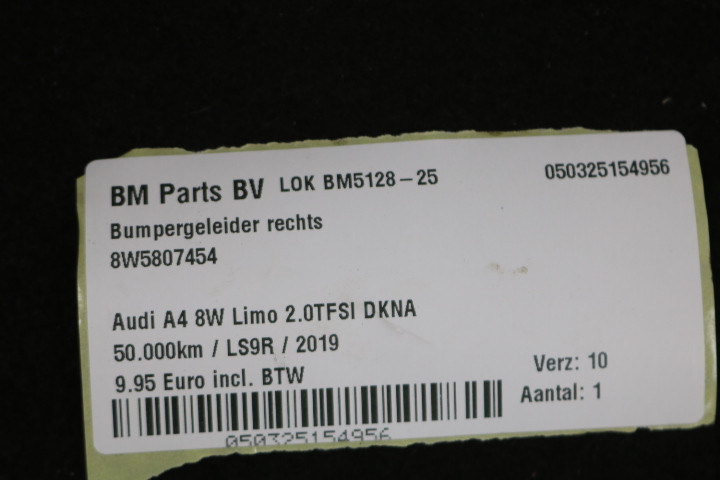 BM Parts BV LOK BM5128-25 050325154956
Bumpergeleider rechts
8W5807454
Audi A4 8W Limo 2.0TFSI DKNA
50.000km / LS9R / 2019
9.95 Euro incl. BTW
Verz: 10
Aantal: 1
050325154956